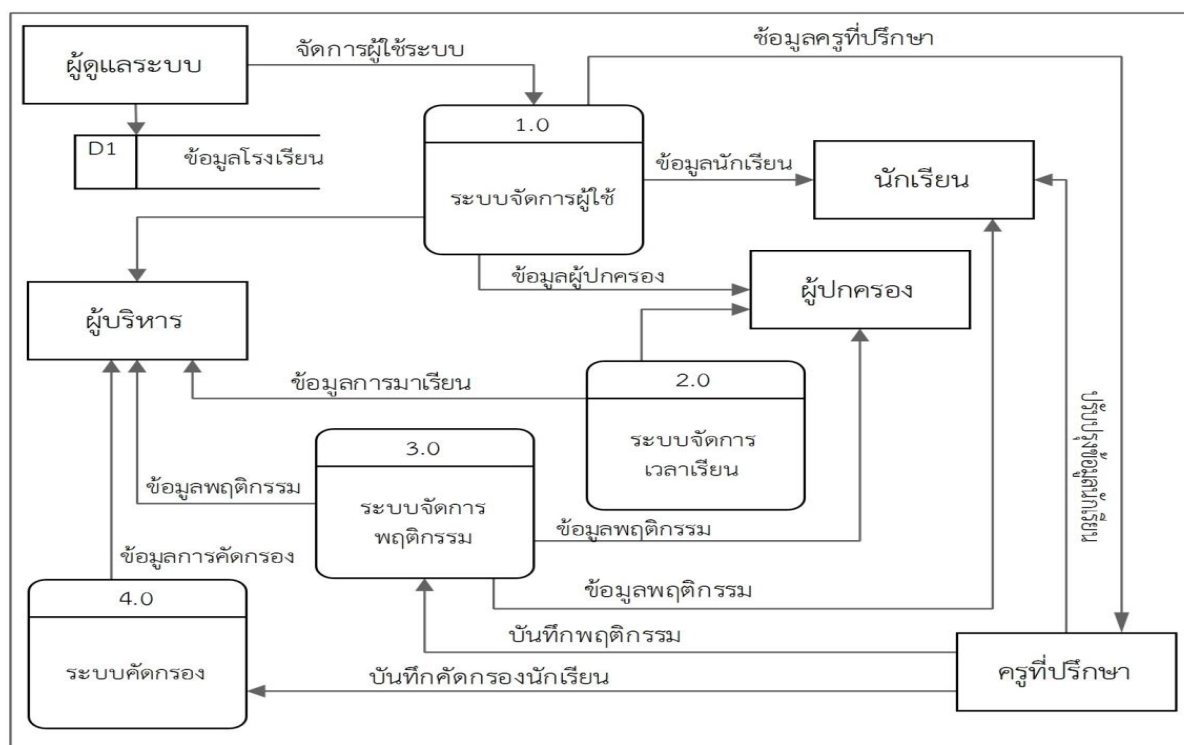 ช้อมูลครูที่ปรึกษา
จัดการผู้ใช้ระบบ
ผู้ดูแลระบบ
1.0
D1
ข้อมูลโรงเรียน
ข้อมูลนักเรียน
นักเรียน
ระบบจัดการผู้ใช้
ข้อมูลผู้ปกครอง
ผู้ปกครอง
ผู้บริหาร
ข้อมูลการมาเรียน
2.0
ระบบจัดการ
เวลาเรียน
3.0
ข้อมูลพฤติกรรม
ระบบจัดการ
พฤติกรรม
ข้อมูลพฤติกรรม
ปรับปรุงข้อมูลนักเรียน
ข้อมูลการคัดกรอง
4.0
ข้อมูลพฤติกรรม
บันทึกพฤติกรรม
ระบบคัดกรอง
บันทึกคัดกรองนักเรียน
ครูที่ปรึกษา